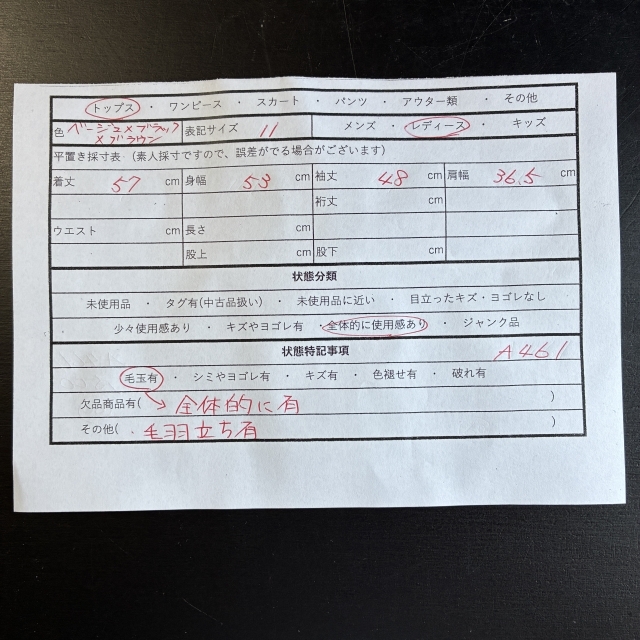 トップス ・ ワンピース ・ スカート ・ パンツ ・ アウター類 ・ その他
色 ベージュ×ブラック×ブラウン 表記サイズ 11 メンズ ・ レディース ・ キッズ
平置き採寸表(素人採寸ですので、誤差がでる場合がございます)
着丈 57 cm 身幅 53 cm 袖丈 48 cm 肩幅 36.5 cm
裄丈 cm
ウエスト cm 長さ cm
股上 cm 股下 cm
状態分類
未使用品 ・ タグ有(中古品扱い) ・ 未使用品に近い ・ 目立ったキズ・ヨゴレなし
少々使用感あり ・ キズやヨゴレ有 ・ 全体的に使用感あり ・ ジャンク品
状態特記事項 A461
毛玉有 ・ シミやヨゴレ有 ・ キズ有 ・ 色褪せ有 ・ 破れ有
欠品商品有( → 全体的に有 )
その他( 毛羽立ち有 )